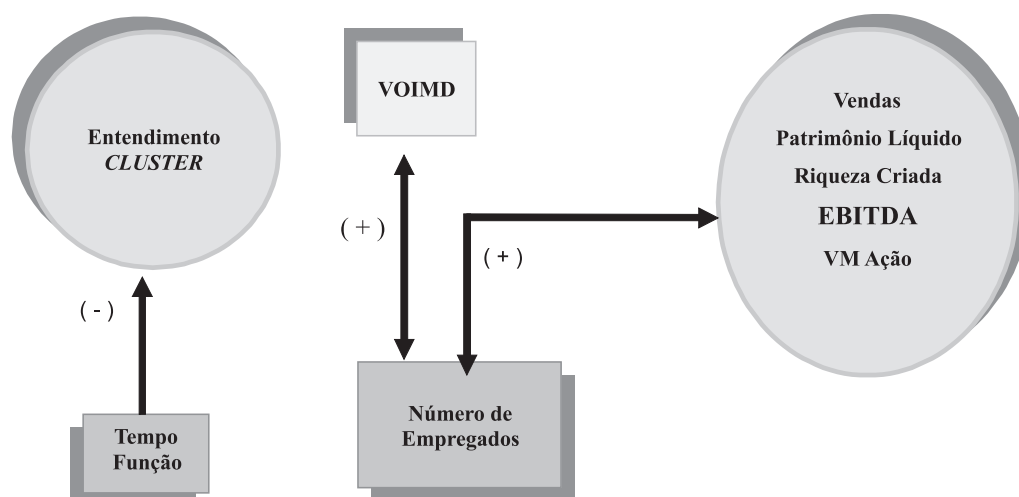 Entendimento
CLUSTER
VOIMD
Vendas
Patrimônio Líquido
Riqueza Criada
EBITDA
VM Ação
( + )
( + )
( - )
Tempo
Função
Número de
Empregados